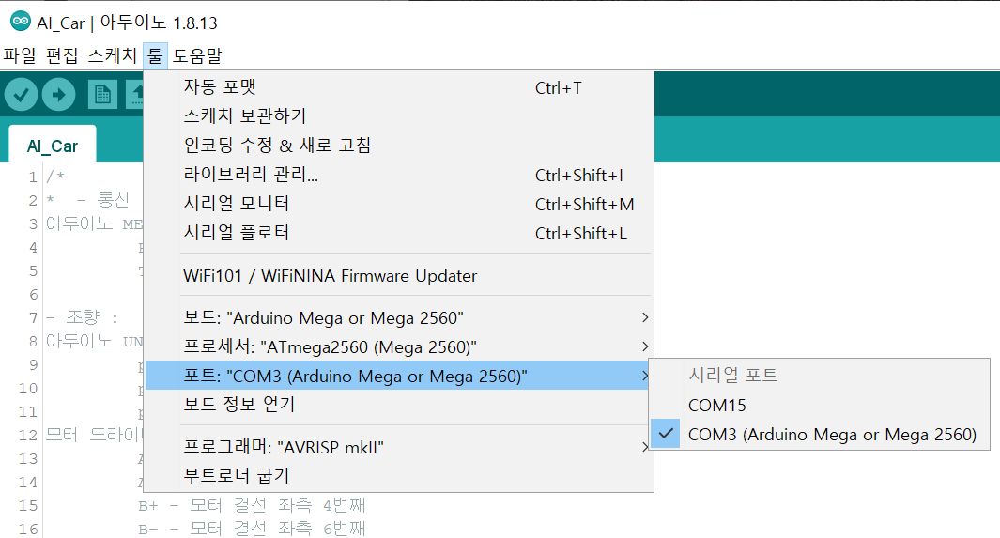 AI_Car | 아두이노 1.8.13
파일 편집 스케치 툴 도움말
자동 포맷 Ctrl+T
스케치 보관하기
인코딩 수정 & 새로 고침
라이브러리 관리... Ctrl+Shift+I
시리얼 모니터 Ctrl+Shift+M
시리얼 플로터 Ctrl+Shift+L
WiFi101 / WiFiNINA Firmware Updater
보드: "Arduino Mega or Mega 2560"
프로세서: "ATmega2560 (Mega 2560)"
포트: "COM3 (Arduino Mega or Mega 2560)"
보드 정보 얻기
프로그래머: "AVRISP mkII"
부트로더 굽기
시리얼 포트
COM15
COM3 (Arduino Mega or Mega 2560)
AI_Car
1 /*
2 * - 통신
3 아두이노 ME
4
5
6
7 - 조향 :
8 아두이노 UN
9
10
11
12 모터 드라이
13
14
15 B+ - 모터 결선 좌측 4번째
16 B- - 모터 결선 좌측 6번째